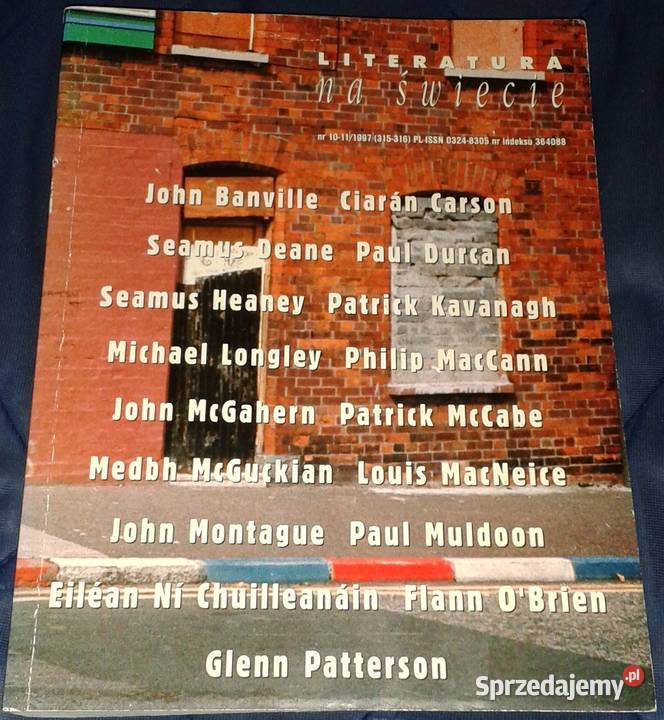 LITERATURA
na świecie
nr 10-11/1997 (315-316) PL ISSN 0324-8305 nr indeksu 364088
John Banville Ciarán Carson
Seamus Deane Paul Durcan
Seamus Heaney Patrick Kavanagh
Michael Longley Philip MacCann
John McGahern Patrick McCabe
Medbh McGuckian Louis MacNeice
John Montague Paul Muldoon
Eiléan Ní Chuilleanáin Flann O'Brien
Glenn Patterson
Sprzedajemy.pl